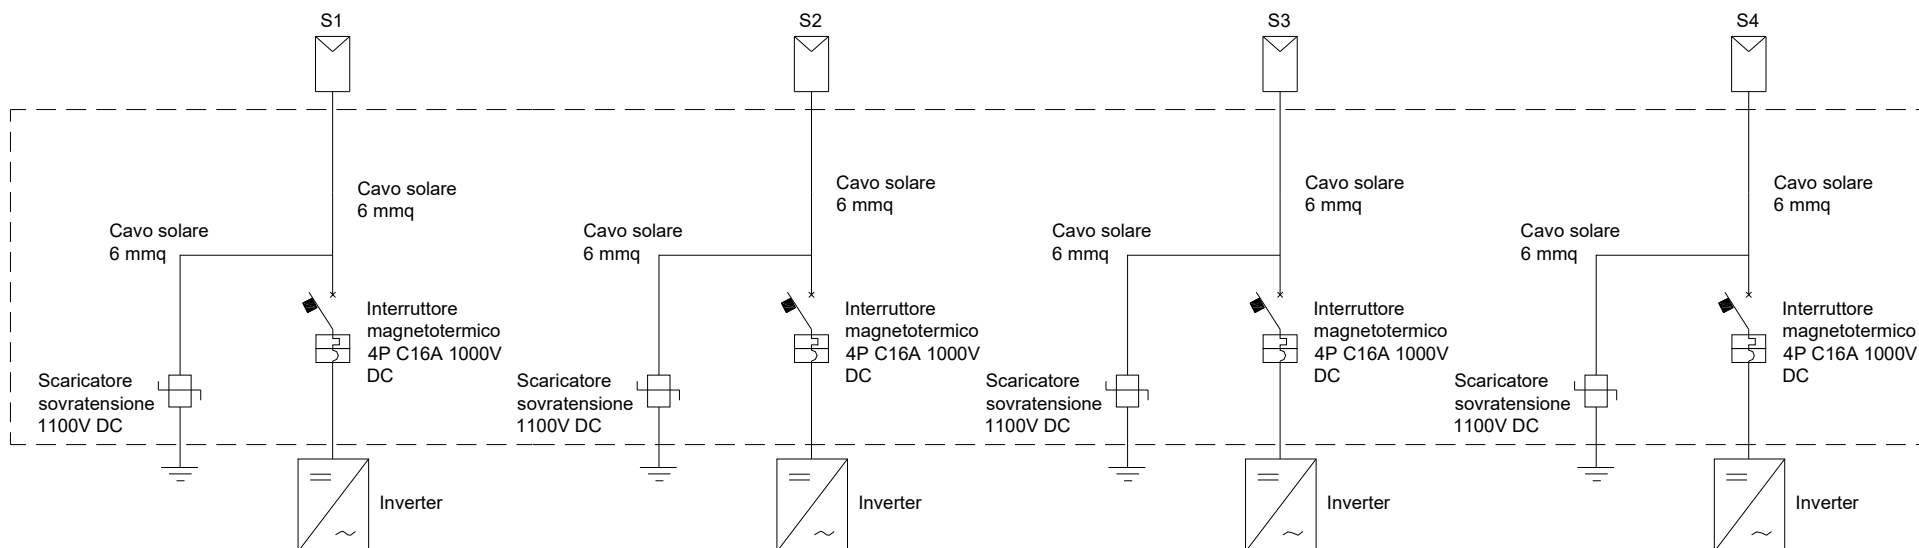 S1
S2
S3
S4
Cavo solare
6 mmq
Cavo solare
6 mmq
Cavo solare
6 mmq
Cavo solare
6 mmq
Cavo solare
6 mmq
Cavo solare
6 mmq
Cavo solare
6 mmq
Cavo solare
6 mmq
Interruttore
magnetotermico
4P C16A 1000V
DC
Interruttore
magnetotermico
4P C16A 1000V
DC
Interruttore
magnetotermico
4P C16A 1000V
DC
Interruttore
magnetotermico
4P C16A 1000V
DC
Scaricatore
sovratensione
1100V DC
Scaricatore
sovratensione
1100V DC
Scaricatore
sovratensione
1100V DC
Scaricatore
sovratensione
1100V DC
Inverter
Inverter
Inverter
Inverter